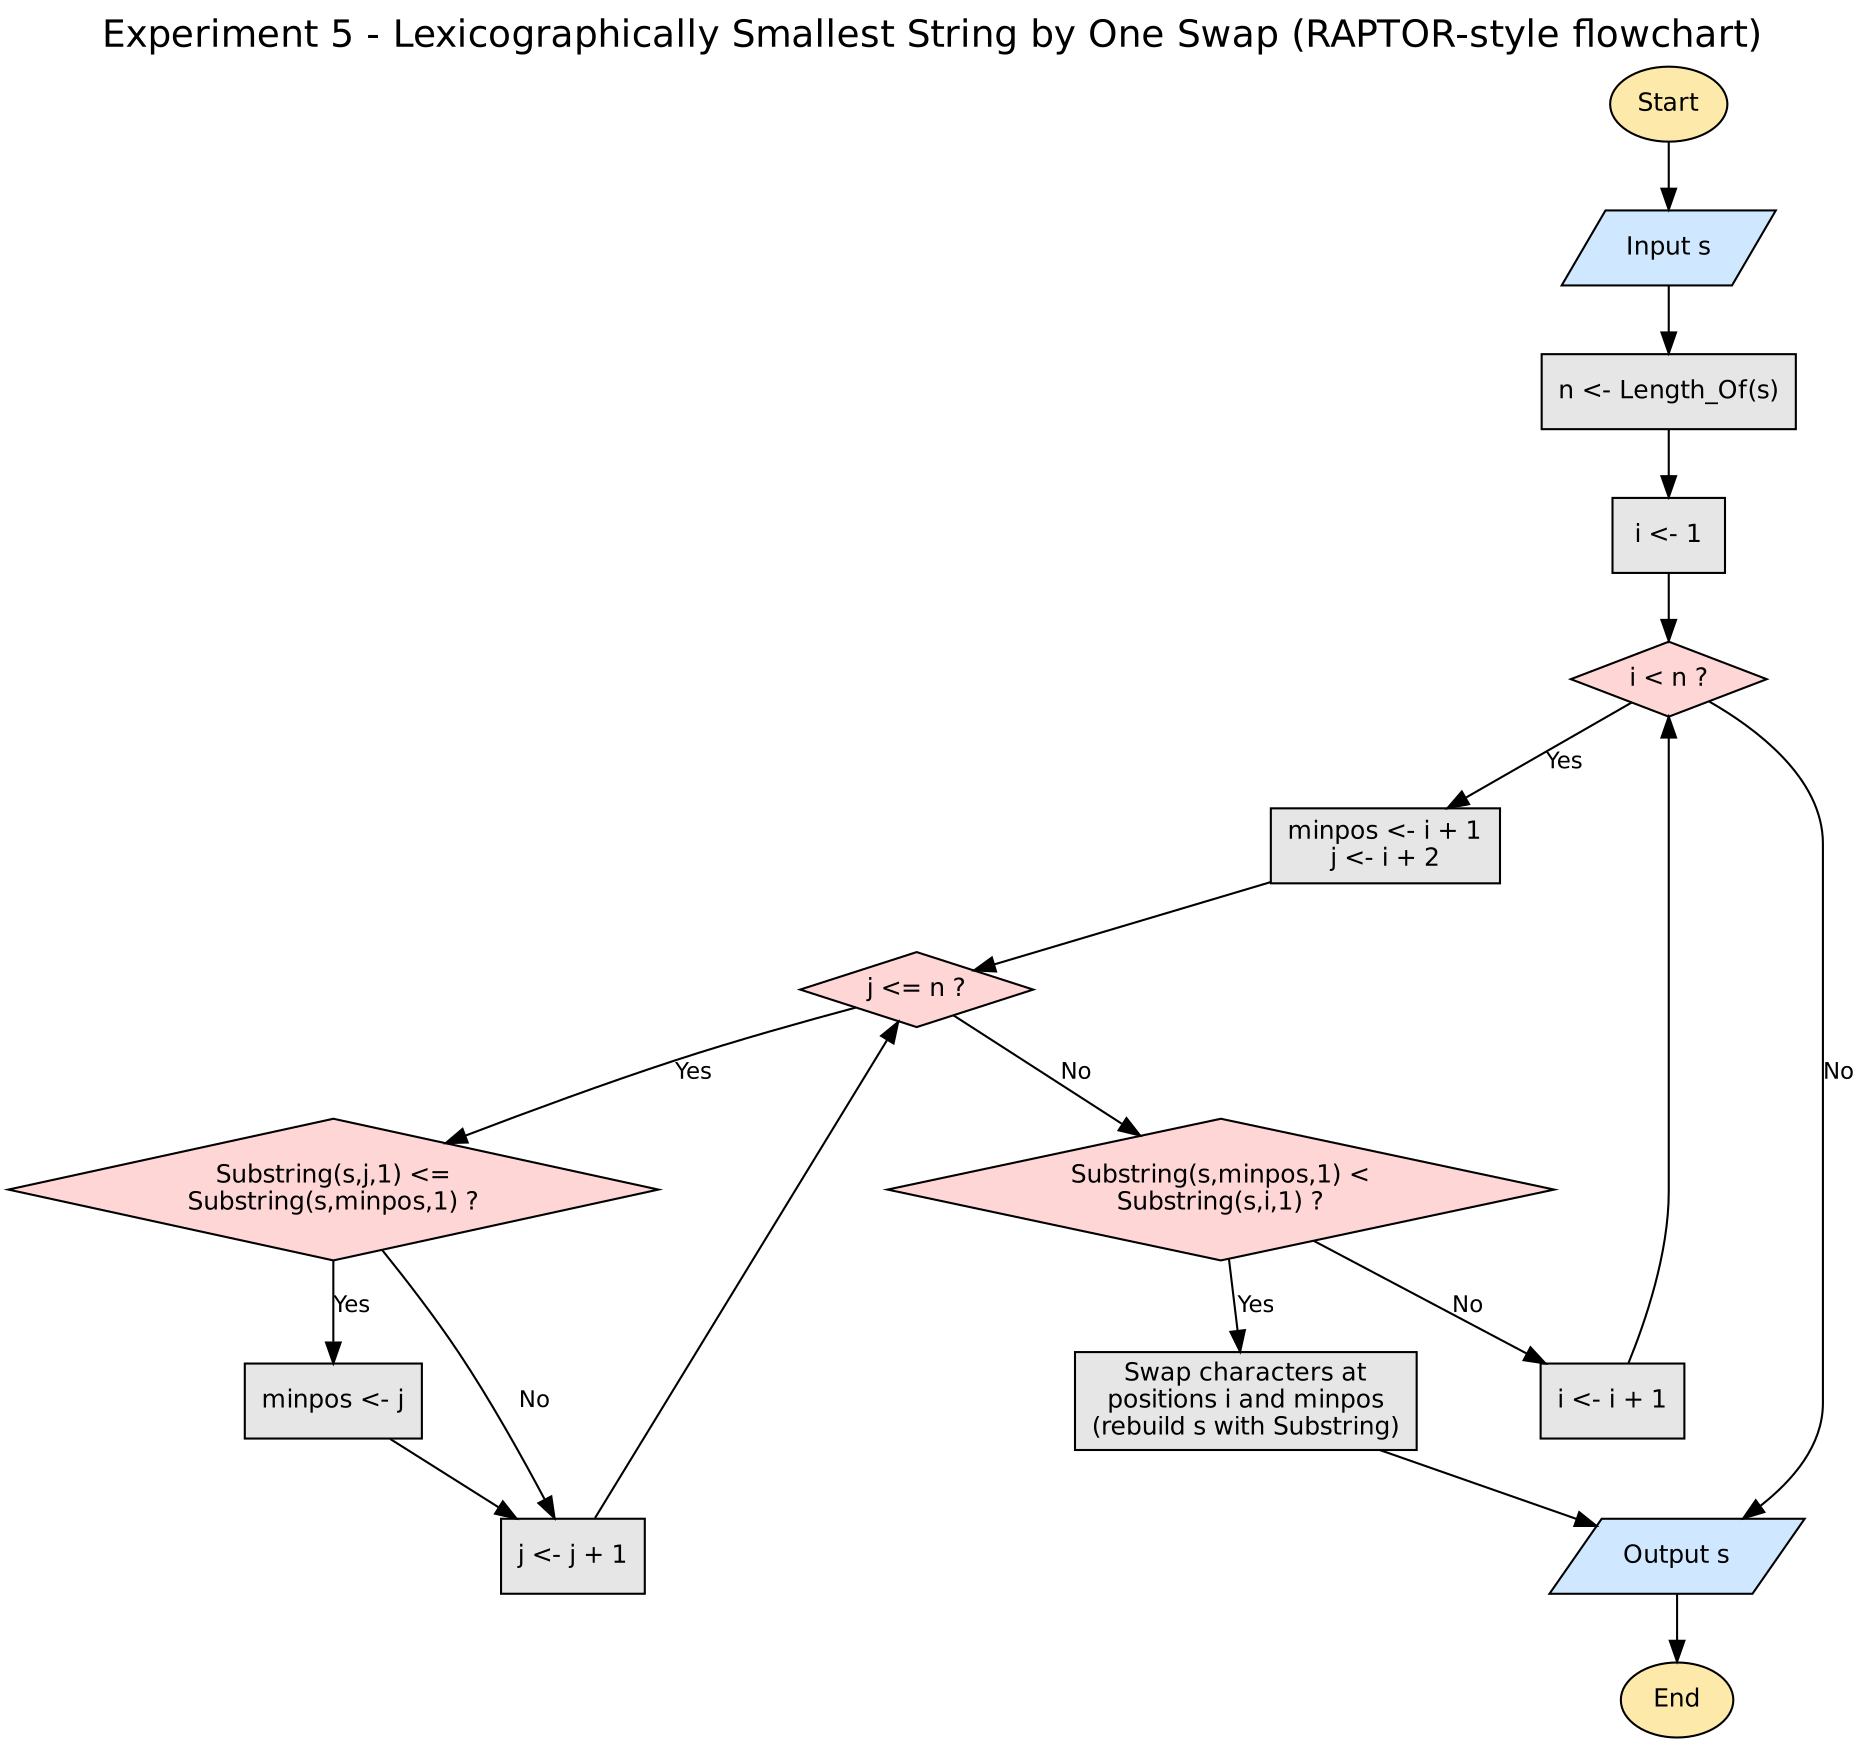 Experiment 5 - Lexicographically Smallest String by One Swap (RAPTOR-style flowchart)
Start
Input s
n <- Length_Of(s)
i <- 1
i < n ?
Yes
minpos <- i + 1
j <- i + 2
j <= n ?
Yes
No
No
Substring(s,j,1) <=
Substring(s,minpos,1) ?
Substring(s,minpos,1) <
Substring(s,i,1) ?
Yes
Yes
No
minpos <- j
No
Swap characters at
positions i and minpos
(rebuild s with Substring)
i <- i + 1
j <- j + 1
Output s
End